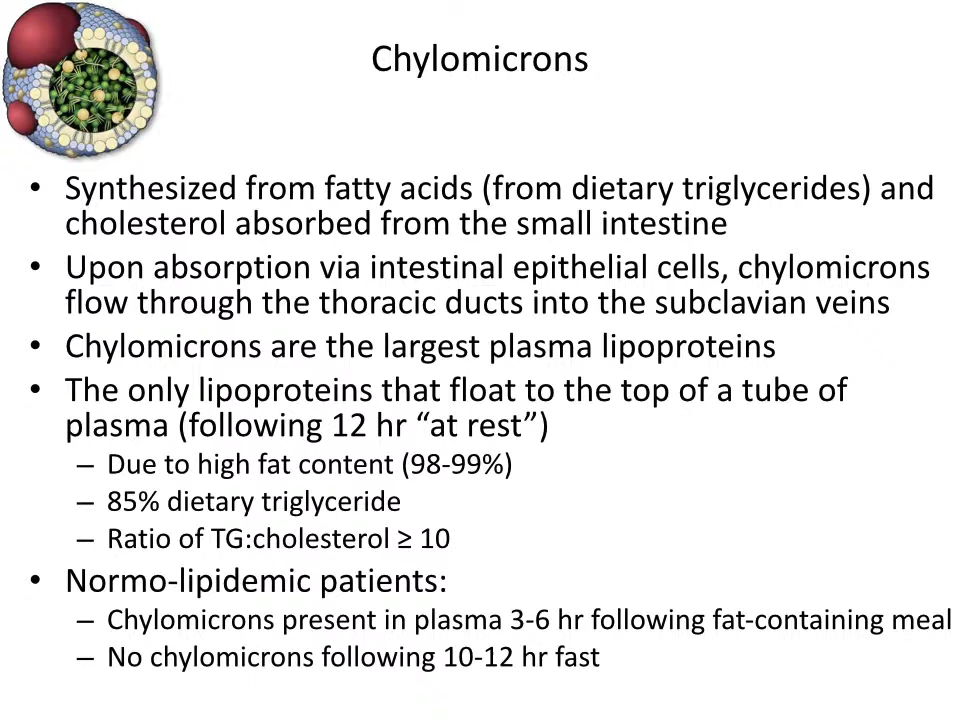 Chylomicrons
• Synthesized from fatty acids (from dietary triglycerides) and
cholesterol absorbed from the small intestine
• Upon absorption via intestinal epithelial cells, chylomicrons
flow through the thoracic ducts into the subclavian veins
• Chylomicrons are the largest plasma lipoproteins
• The only lipoproteins that float to the top of a tube of
plasma (following 12 hr “at rest”)
– Due to high fat content (98-99%)
– 85% dietary triglyceride
– Ratio of TG:cholesterol ≥ 10
• Normo-lipidemic patients:
– Chylomicrons present in plasma 3-6 hr following fat-containing meal
– No chylomicrons following 10-12 hr fast